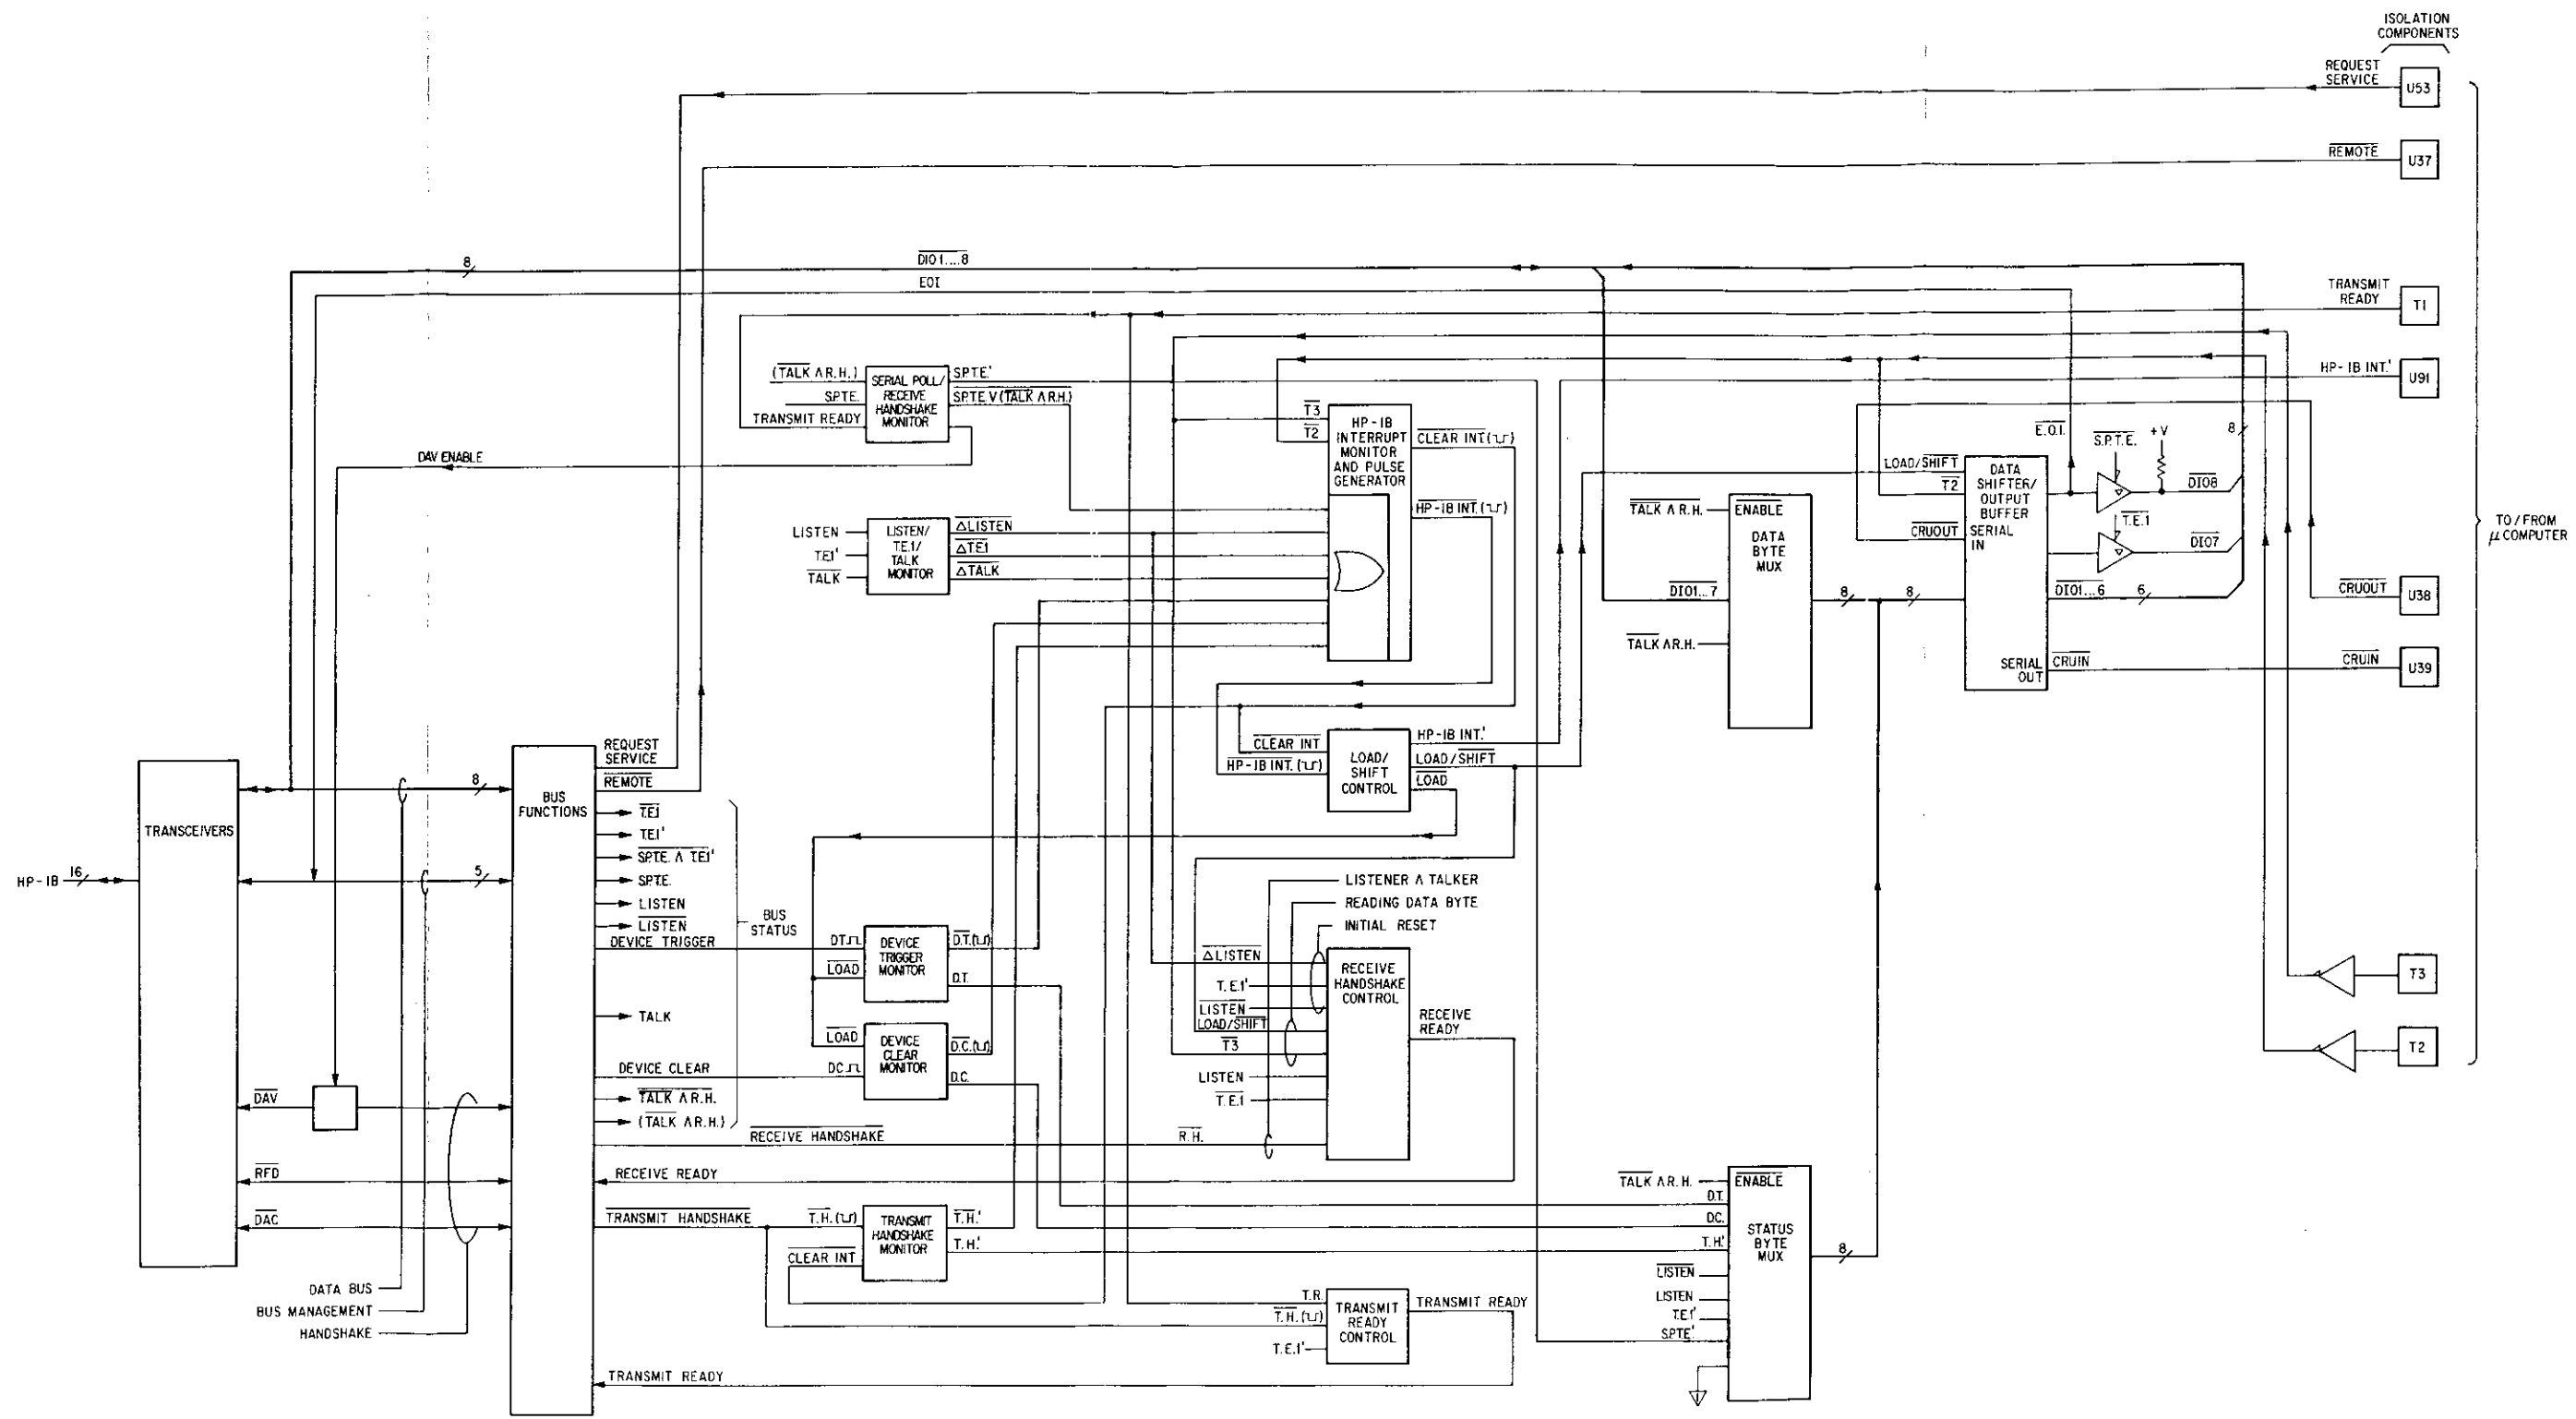 ISOLATION
COMPONENTS
REQUEST
SERVICE
U53
REMOTE
U37
8
DIO1....8
EOI
TRANSMIT
READY
T1
(TALK ΛR.H.)
S.P.T.E.
TRANSMIT READY
SERIAL POLL/
RECEIVE
HANDSHAKE
MONITOR
S.P.T.E.'
S.P.T.E. V (TALK ΛR.H.)
HP-IB INT.'
U91
DAV ENABLE
T3
T2
HP-IB
INTERRUPT
MONITOR
AND PULSE
GENERATOR
CLEAR INT (⊔)
HP-IB INT. (⊔)
E.O.I.
S.P.T.E.
+V
8
LOAD/SHIFT
T2
CRUOUT
DATA
SHIFTER/
OUTPUT
BUFFER
SERIAL
IN
DIO8
T.E.1
DIO7
DIO1...6
6
SERIAL
OUT
CRUIN
TALK Λ R.H.
ENABLE
DATA
BYTE
MUX
DIO1...7
8
8
TALK ΛR.H.
CRUOUT
U38
CRUIN
U39
TO/FROM
μ COMPUTER
LISTEN
T.E.1'
TALK
LISTEN/
T.E.1/
TALK
MONITOR
ΔLISTEN
ΔT.E.1
ΔTALK
CLEAR INT
HP-IB INT. (⊔)
LOAD/
SHIFT
CONTROL
HP-IB INT.'
LOAD/SHIFT
LOAD
HP-IB
16
TRANSCEIVERS
8
5
BUS
FUNCTIONS
REQUEST
SERVICE
REMOTE
T.E.1
T.E.1'
S.P.T.E. Λ T.E.1'
S.P.T.E.
LISTEN
LISTEN
DEVICE TRIGGER
BUS
STATUS
TALK
DEVICE CLEAR
TALK ΛR.H.
(TALK ΛR.H.)
RECEIVE HANDSHAKE
R.H.
RECEIVE READY
TRANSMIT HANDSHAKE
TRANSMIT READY
DAV
RFD
DAC
DATA BUS
BUS MANAGEMENT
HANDSHAKE
DT⊓
LOAD
DEVICE
TRIGGER
MONITOR
D.T.(⊔)
D.T.
LOAD
DC⊓
DEVICE
CLEAR
MONITOR
D.C.(⊔)
D.C.
T.H.(⊔)
CLEAR INT
TRANSMIT
HANDSHAKE
MONITOR
T.H.'
T.H.'
LISTENER Λ TALKER
READING DATA BYTE
INITIAL RESET
ΔLISTEN
T.E.1'
LISTEN
LOAD/SHIFT
T3
LISTEN
T.E.1
RECEIVE
HANDSHAKE
CONTROL
RECEIVE
READY
T.R.
T.H.(⊔)
T.E.1'
TRANSMIT
READY
CONTROL
TRANSMIT READY
TALK ΛR.H.
D.T.
DC.
T.H.'
LISTEN
LISTEN
T.E.1'
S.P.T.E.'
ENABLE
STATUS
BYTE
MUX
8
T3
T2